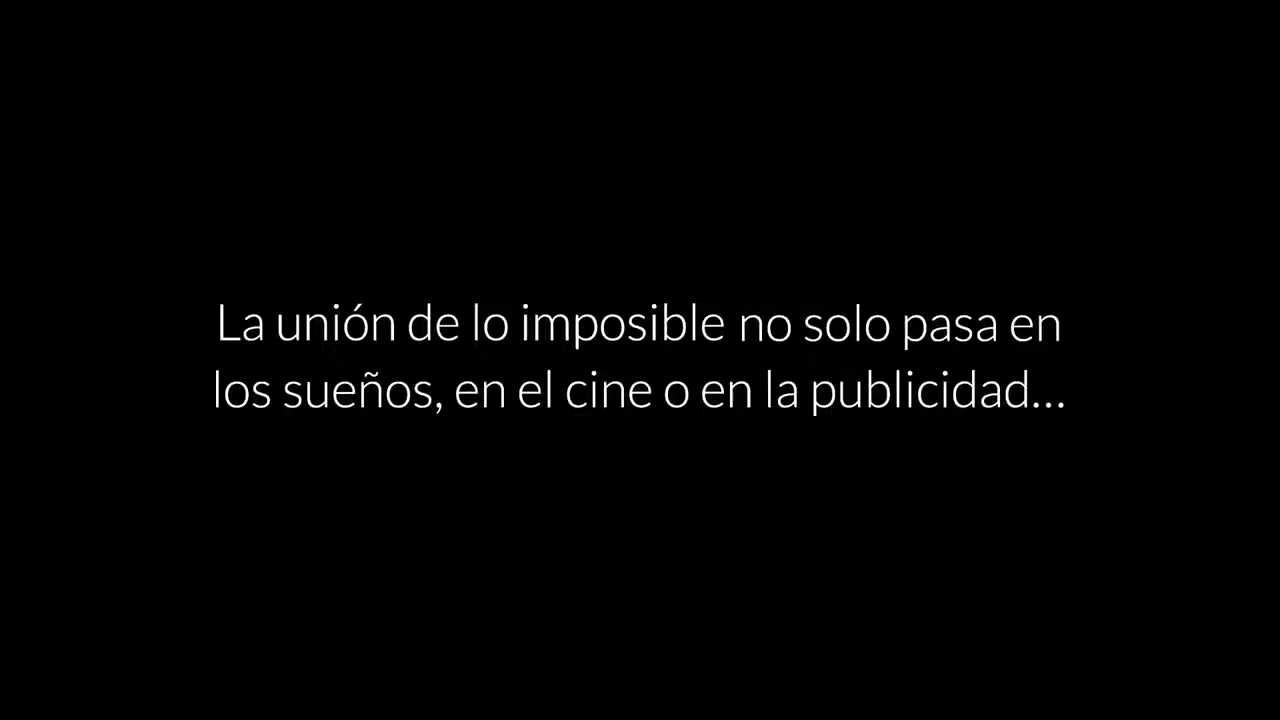 La unión de lo imposible no solo pasa en
los sueños, en el cine o en la publicidad...